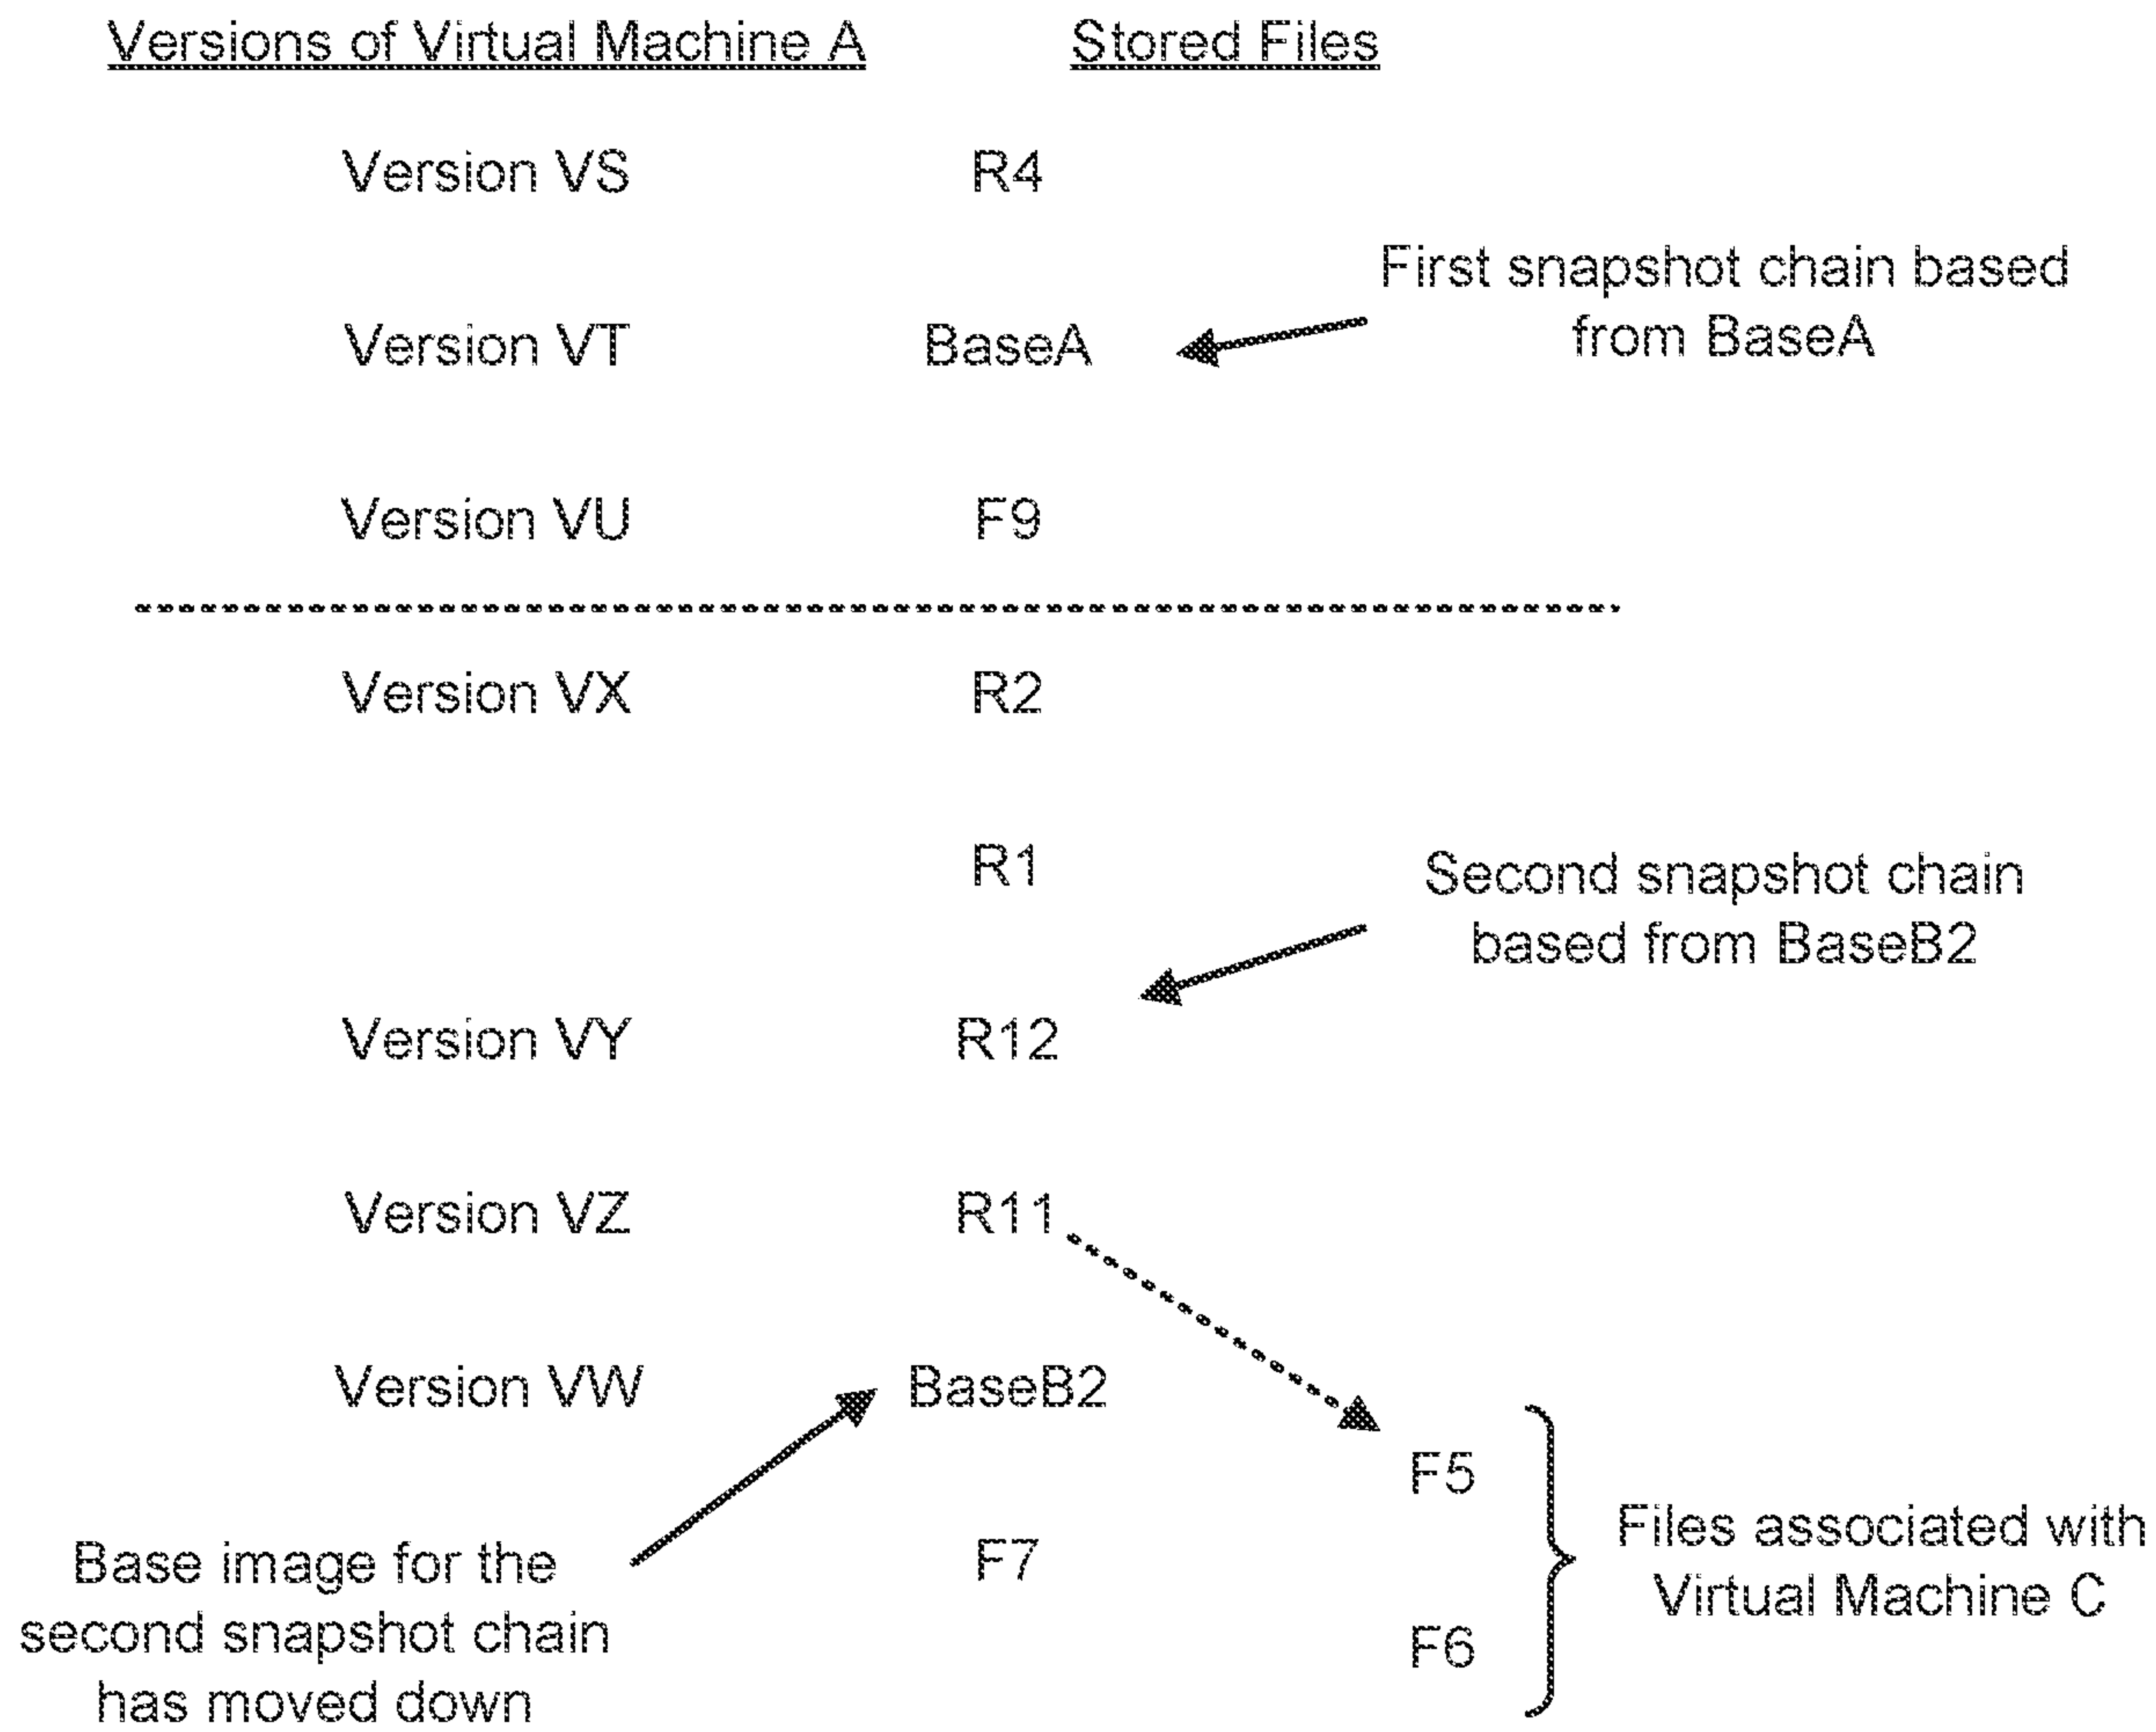 Versions of Virtual Machine A Stored Files
Version VS R4
First snapshot chain based
from BaseA
Version VT BaseA
Version VU F9
Version VX R2
R1
Second snapshot chain
based from BaseB2
Version VY R12
Version VZ R11
Version VW BaseB2
F5
F7
F6
Base image for the
second snapshot chain
has moved down
Files associated with
Virtual Machine C